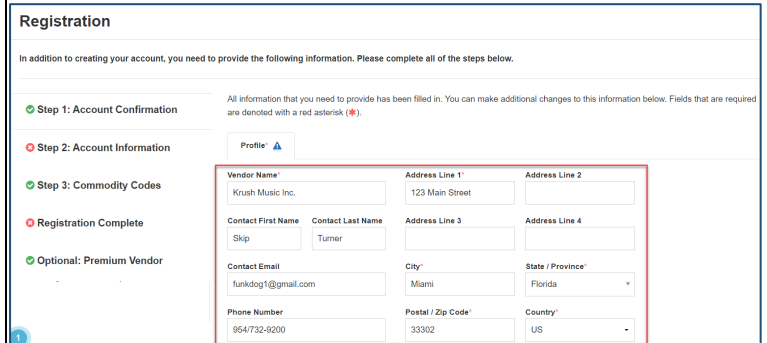 Registration
In addition to creating your account, you need to provide the following information. Please complete all of the steps below.
Step 1: Account Confirmation
Step 2: Account Information
Step 3: Commodity Codes
Registration Complete
Optional: Premium Vendor
All information that you need to provide has been filled in. You can make additional changes to this information below. Fields that are required
are denoted with a red asterisk (✱).
Profile*
Vendor Name* Address Line 1* Address Line 2
Krush Music Inc. 123 Main Street
Contact First Name Contact Last Name Address Line 3 Address Line 4
Skip Turner
Contact Email City* State / Province*
funkdog1@gmail.com Miami Florida
Phone Number Postal / Zip Code* Country*
954/732-9200 33302 US
1